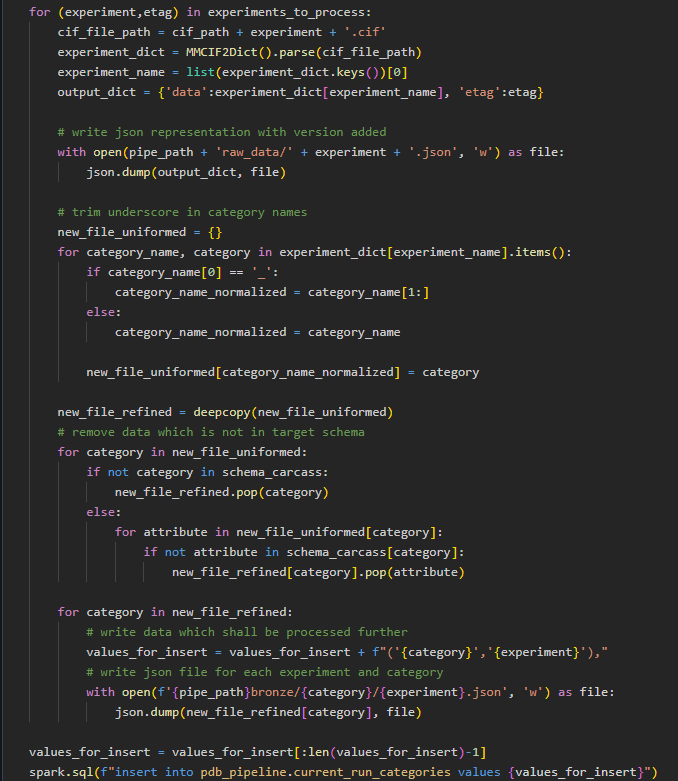 for (experiment,etag) in experiments_to_process:
    cif_file_path = cif_path + experiment + '.cif'
    experiment_dict = MMCIF2Dict().parse(cif_file_path)
    experiment_name = list(experiment_dict.keys())[0]
    output_dict = {'data':experiment_dict[experiment_name], 'etag':etag}

    # write json representation with version added
    with open(pipe_path + 'raw_data/' + experiment + '.json', 'w') as file:
        json.dump(output_dict, file)

    # trim underscore in category names
    new_file_uniformed = {}
    for category_name, category in experiment_dict[experiment_name].items():
        if category_name[0] == '_':
            category_name_normalized = category_name[1:]
        else:
            category_name_normalized = category_name

        new_file_uniformed[category_name_normalized] = category

    new_file_refined = deepcopy(new_file_uniformed)
    # remove data which is not in target schema
    for category in new_file_uniformed:
        if not category in schema_carcass:
            new_file_refined.pop(category)
        else:
            for attribute in new_file_uniformed[category]:
                if not attribute in schema_carcass[category]:
                    new_file_refined[category].pop(attribute)

    for category in new_file_refined:
        # write data which shall be processed further
        values_for_insert = values_for_insert + f"('{category}','{experiment}'),"
        # write json file for each experiment and category
        with open(f'{pipe_path}bronze/{category}/{experiment}.json', 'w') as file:
            json.dump(new_file_refined[category], file)

values_for_insert = values_for_insert[:len(values_for_insert)-1]
spark.sql(f"insert into pdb_pipeline.current_run_categories values {values_for_insert}")